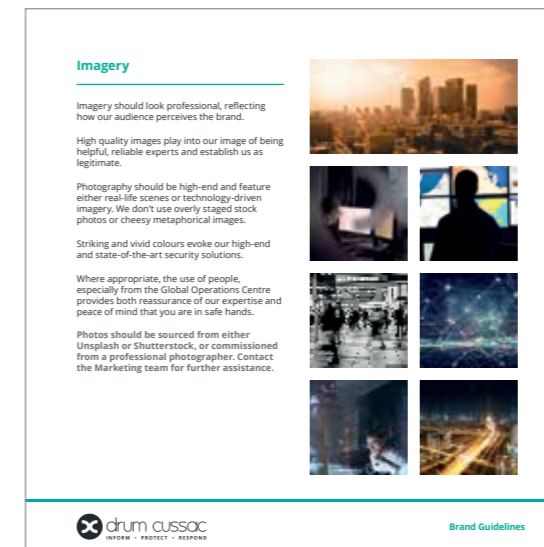 Imagery
Imagery should look professional, reflecting
how our audience perceives the brand.
High quality images play into our image of being
helpful, reliable experts and establish us as
legitimate.
Photography should be high-end and feature
either real-life scenes or technology-driven
imagery. We don't use overly staged stock
photos or cheesy metaphorical images.
Striking and vivid colours evoke our high-end
and state-of-the-art security solutions.
Where appropriate, the use of people,
especially from the Global Operations Centre
provides both reassurance of our expertise and
peace of mind that you are in safe hands.
Photos should be sourced from either
Unsplash or Shutterstock, or commissioned
from a professional photographer. Contact
the Marketing team for further assistance.
drum cussac
INFORM • PROTECT • RESPOND
Brand Guidelines